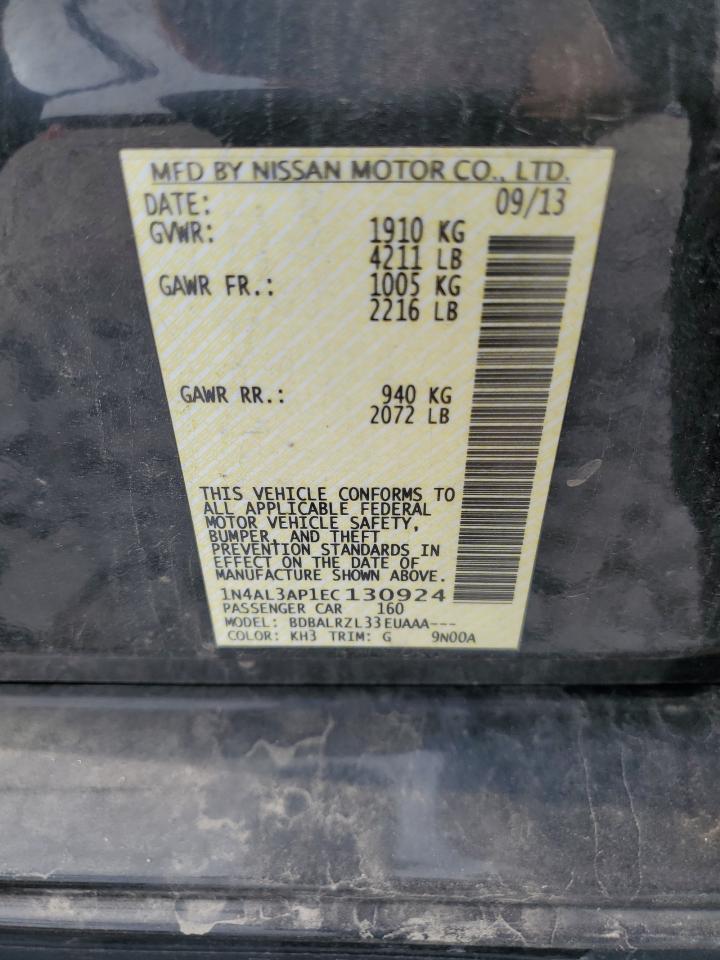 MFD BY NISSAN MOTOR CO., LTD.
DATE: 09/13
GVWR: 1910 KG
4211 LB
GAWR FR.: 1005 KG
2216 LB
GAWR RR.: 940 KG
2072 LB
THIS VEHICLE CONFORMS TO
ALL APPLICABLE FEDERAL
MOTOR VEHICLE SAFETY,
BUMPER, AND THEFT
PREVENTION STANDARDS IN
EFFECT ON THE DATE OF
MANUFACTURE SHOWN ABOVE.
1N4AL3AP1EC130924
PASSENGER CAR 160
MODEL: BDBALRZL33EUAAA---
COLOR: KH3 TRIM: G 9N00A